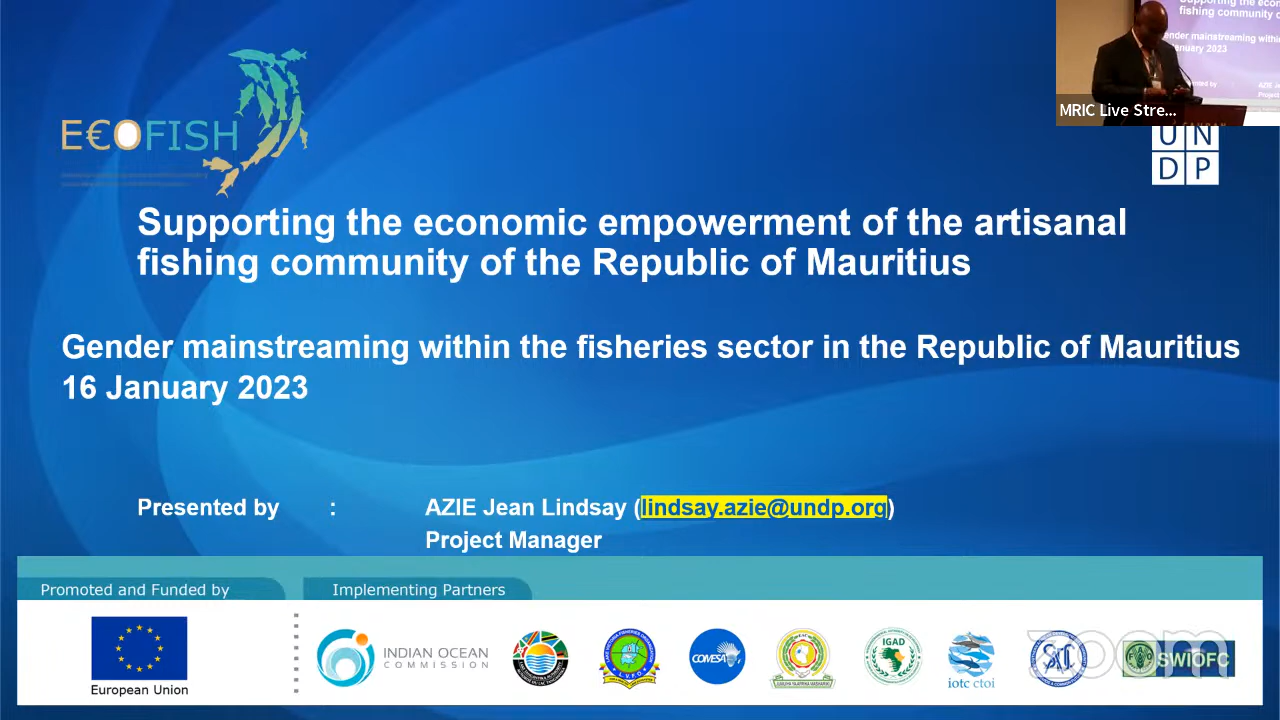 E€OFISH
MRIC Live Stre...
UN
DP
Supporting the economic empowerment of the artisanal
fishing community of the Republic of Mauritius
Gender mainstreaming within the fisheries sector in the Republic of Mauritius
16 January 2023
Presented by : AZIE Jean Lindsay (lindsay.azie@undp.org)
Project Manager
Promoted and Funded by
Implementing Partners
European Union
INDIAN OCEAN
COMMISSION
COMESA
IGAD
iotc ctoi
SWIOFC
zoom